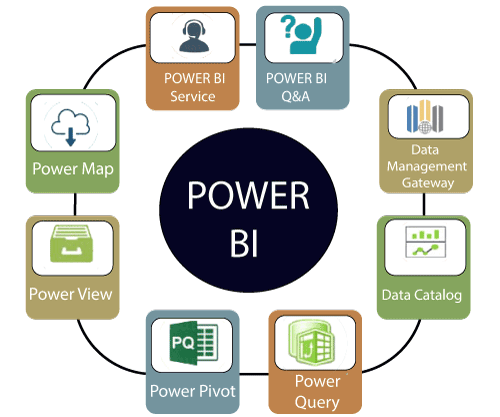 POWER BI
Service
POWER BI
Q&A
Data
Management
Gateway
Data Catalog
Power
Query
PQ
Power Pivot
Power View
Power Map
POWER
BI